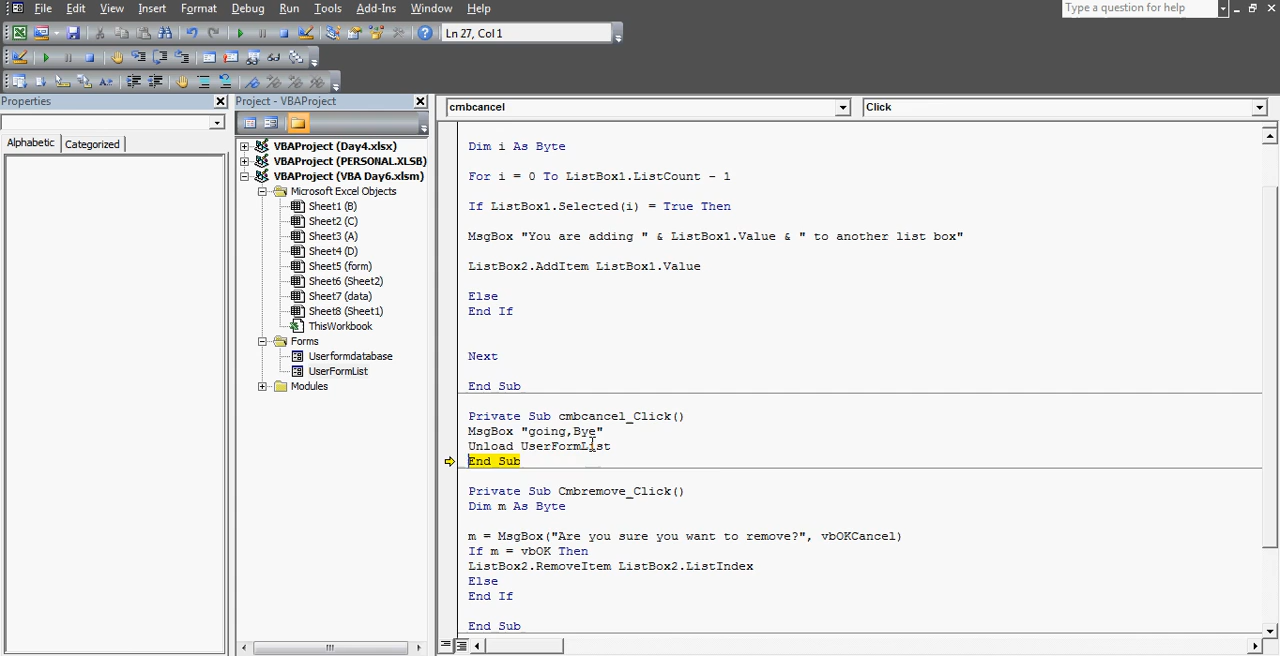 File Edit View Insert Format Debug Run Tools Add-Ins Window Help
Type a question for help
Ln 27, Col 1
Properties
Alphabetic Categorized
Project - VBAProject
VBAProject (Day4.xlsx)
VBAProject (PERSONAL.XLSB)
VBAProject (VBA Day6.xlsm)
Microsoft Excel Objects
Sheet1 (B)
Sheet2 (C)
Sheet3 (A)
Sheet4 (D)
Sheet5 (form)
Sheet6 (Sheet2)
Sheet7 (data)
Sheet8 (Sheet1)
ThisWorkbook
Forms
Userformdatabase
UserFormList
Modules
cmbcancel
Click
Dim i As Byte
For i = 0 To ListBox1.ListCount - 1
If ListBox1.Selected(i) = True Then
MsgBox "You are adding " & ListBox1.Value & " to another list box"
ListBox2.AddItem ListBox1.Value
Else
End If
Next
End Sub
Private Sub cmbcancel_Click()
MsgBox "going,Bye"
Unload UserFormList
End Sub
Private Sub Cmbremove_Click()
Dim m As Byte
m = MsgBox("Are you sure you want to remove?", vbOKCancel)
If m = vbOK Then
ListBox2.RemoveItem ListBox2.ListIndex
Else
End If
End Sub